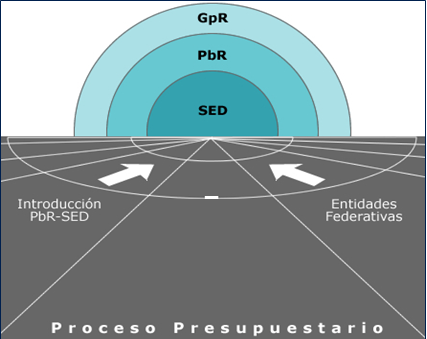 GpR
PbR
SED
Introducción
PbR-SED
Entidades
Federativas
Proceso Presupuestario